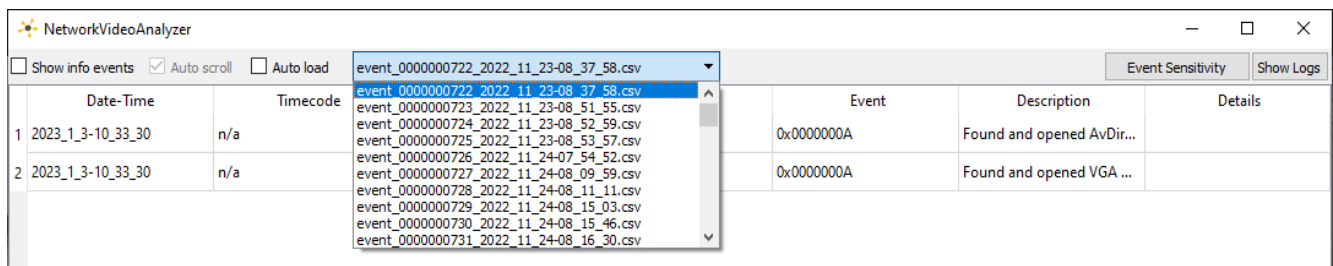 NetworkVideoAnalyzer
Show info events Auto scroll Auto load event_0000000722_2022_11_23-08_37_58.csv Event Sensitivity Show Logs
Date-Time Timecode Event Description Details
1 2023_1_3-10_33_30 n/a 0x0000000A Found and opened AvDir...
2 2023_1_3-10_33_30 n/a 0x0000000A Found and opened VGA ...
event_0000000722_2022_11_23-08_37_58.csv
event_0000000723_2022_11_23-08_51_55.csv
event_0000000724_2022_11_23-08_52_59.csv
event_0000000725_2022_11_23-08_53_57.csv
event_0000000726_2022_11_24-07_54_52.csv
event_0000000727_2022_11_24-08_09_59.csv
event_0000000728_2022_11_24-08_11_11.csv
event_0000000729_2022_11_24-08_15_03.csv
event_0000000730_2022_11_24-08_15_46.csv
event_0000000731_2022_11_24-08_16_30.csv